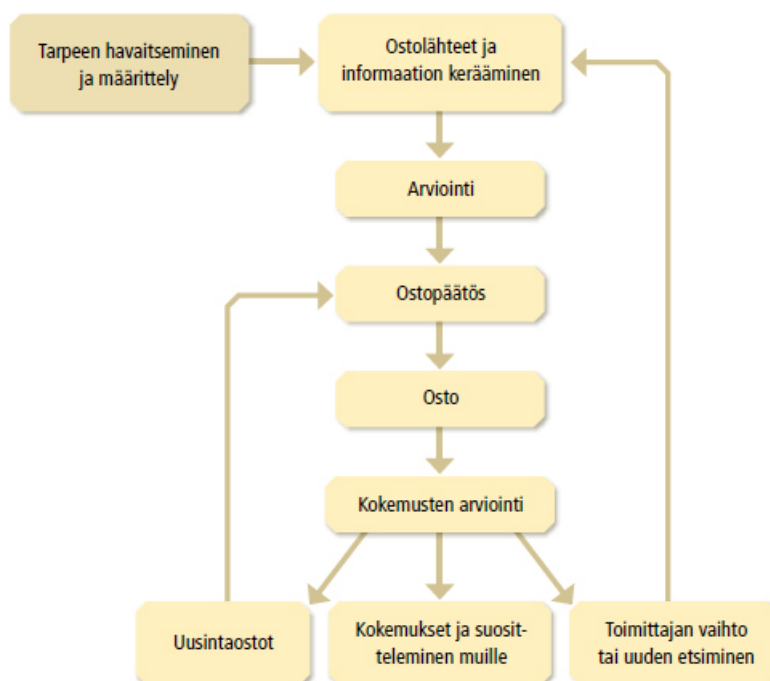 Tarpeen havaitseminen
ja määrittely
Ostolähteet ja
informaation kerääminen
Arviointi
Ostopäätös
Osto
Kokemusten arviointi
Uusintaostot
Kokemukset ja suosit-
teleminen muille
Toimittajan vaihto
tai uuden etsiminen